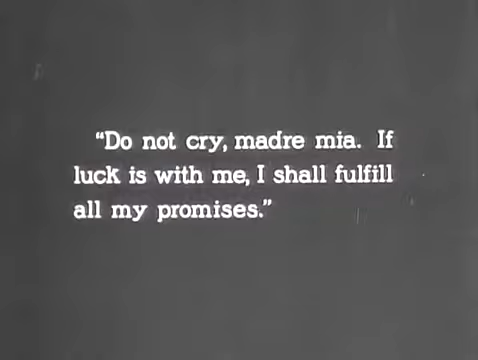 “Do not cry, madre mia. If
luck is with me, I shall fulfill
all my promises.”